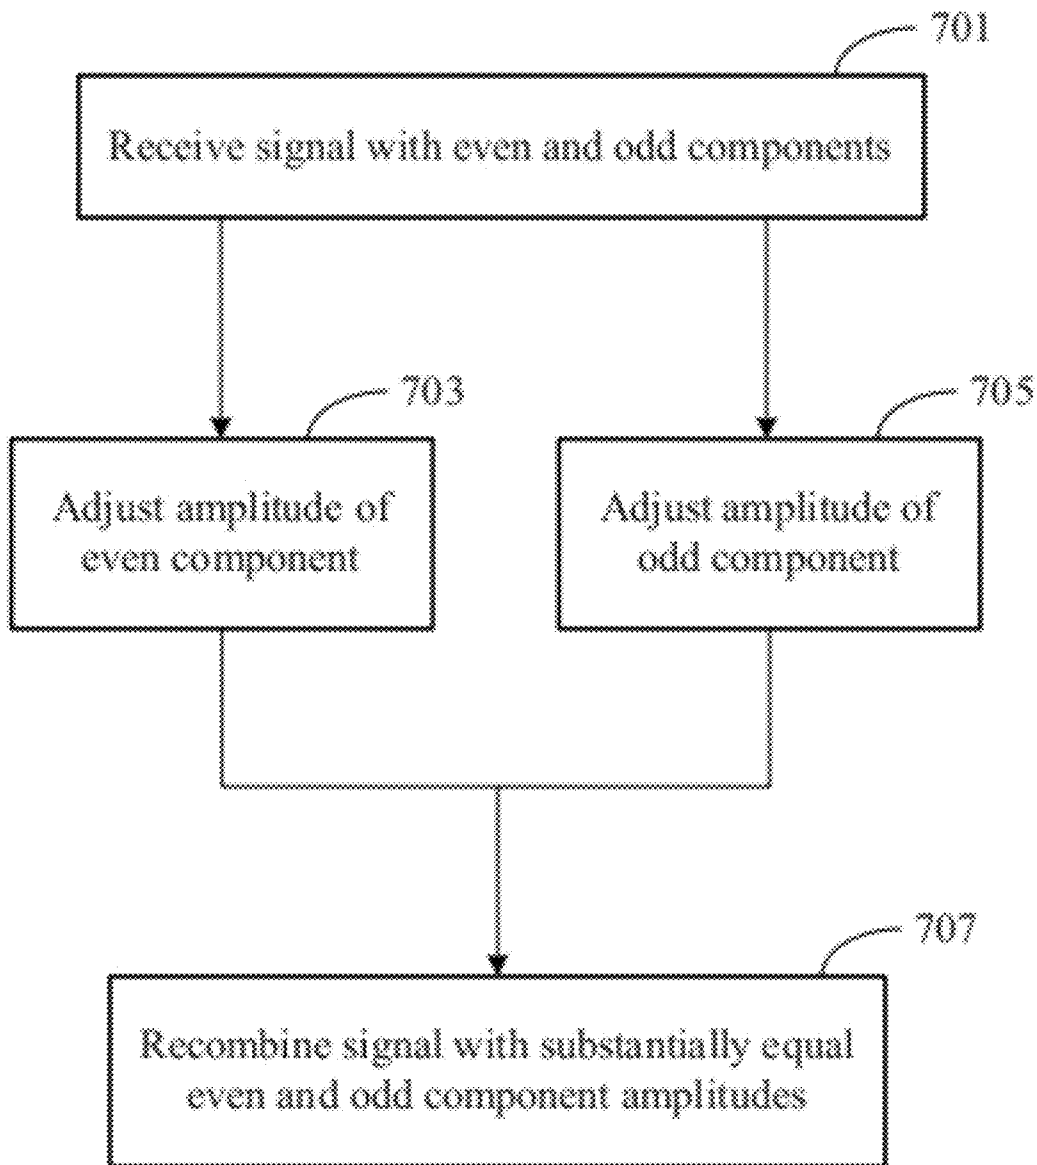 701
Receive signal with even and odd components
703
705
Adjust amplitude of
even component
Adjust amplitude of
odd component
707
Recombine signal with substantially equal
even and odd component amplitudes